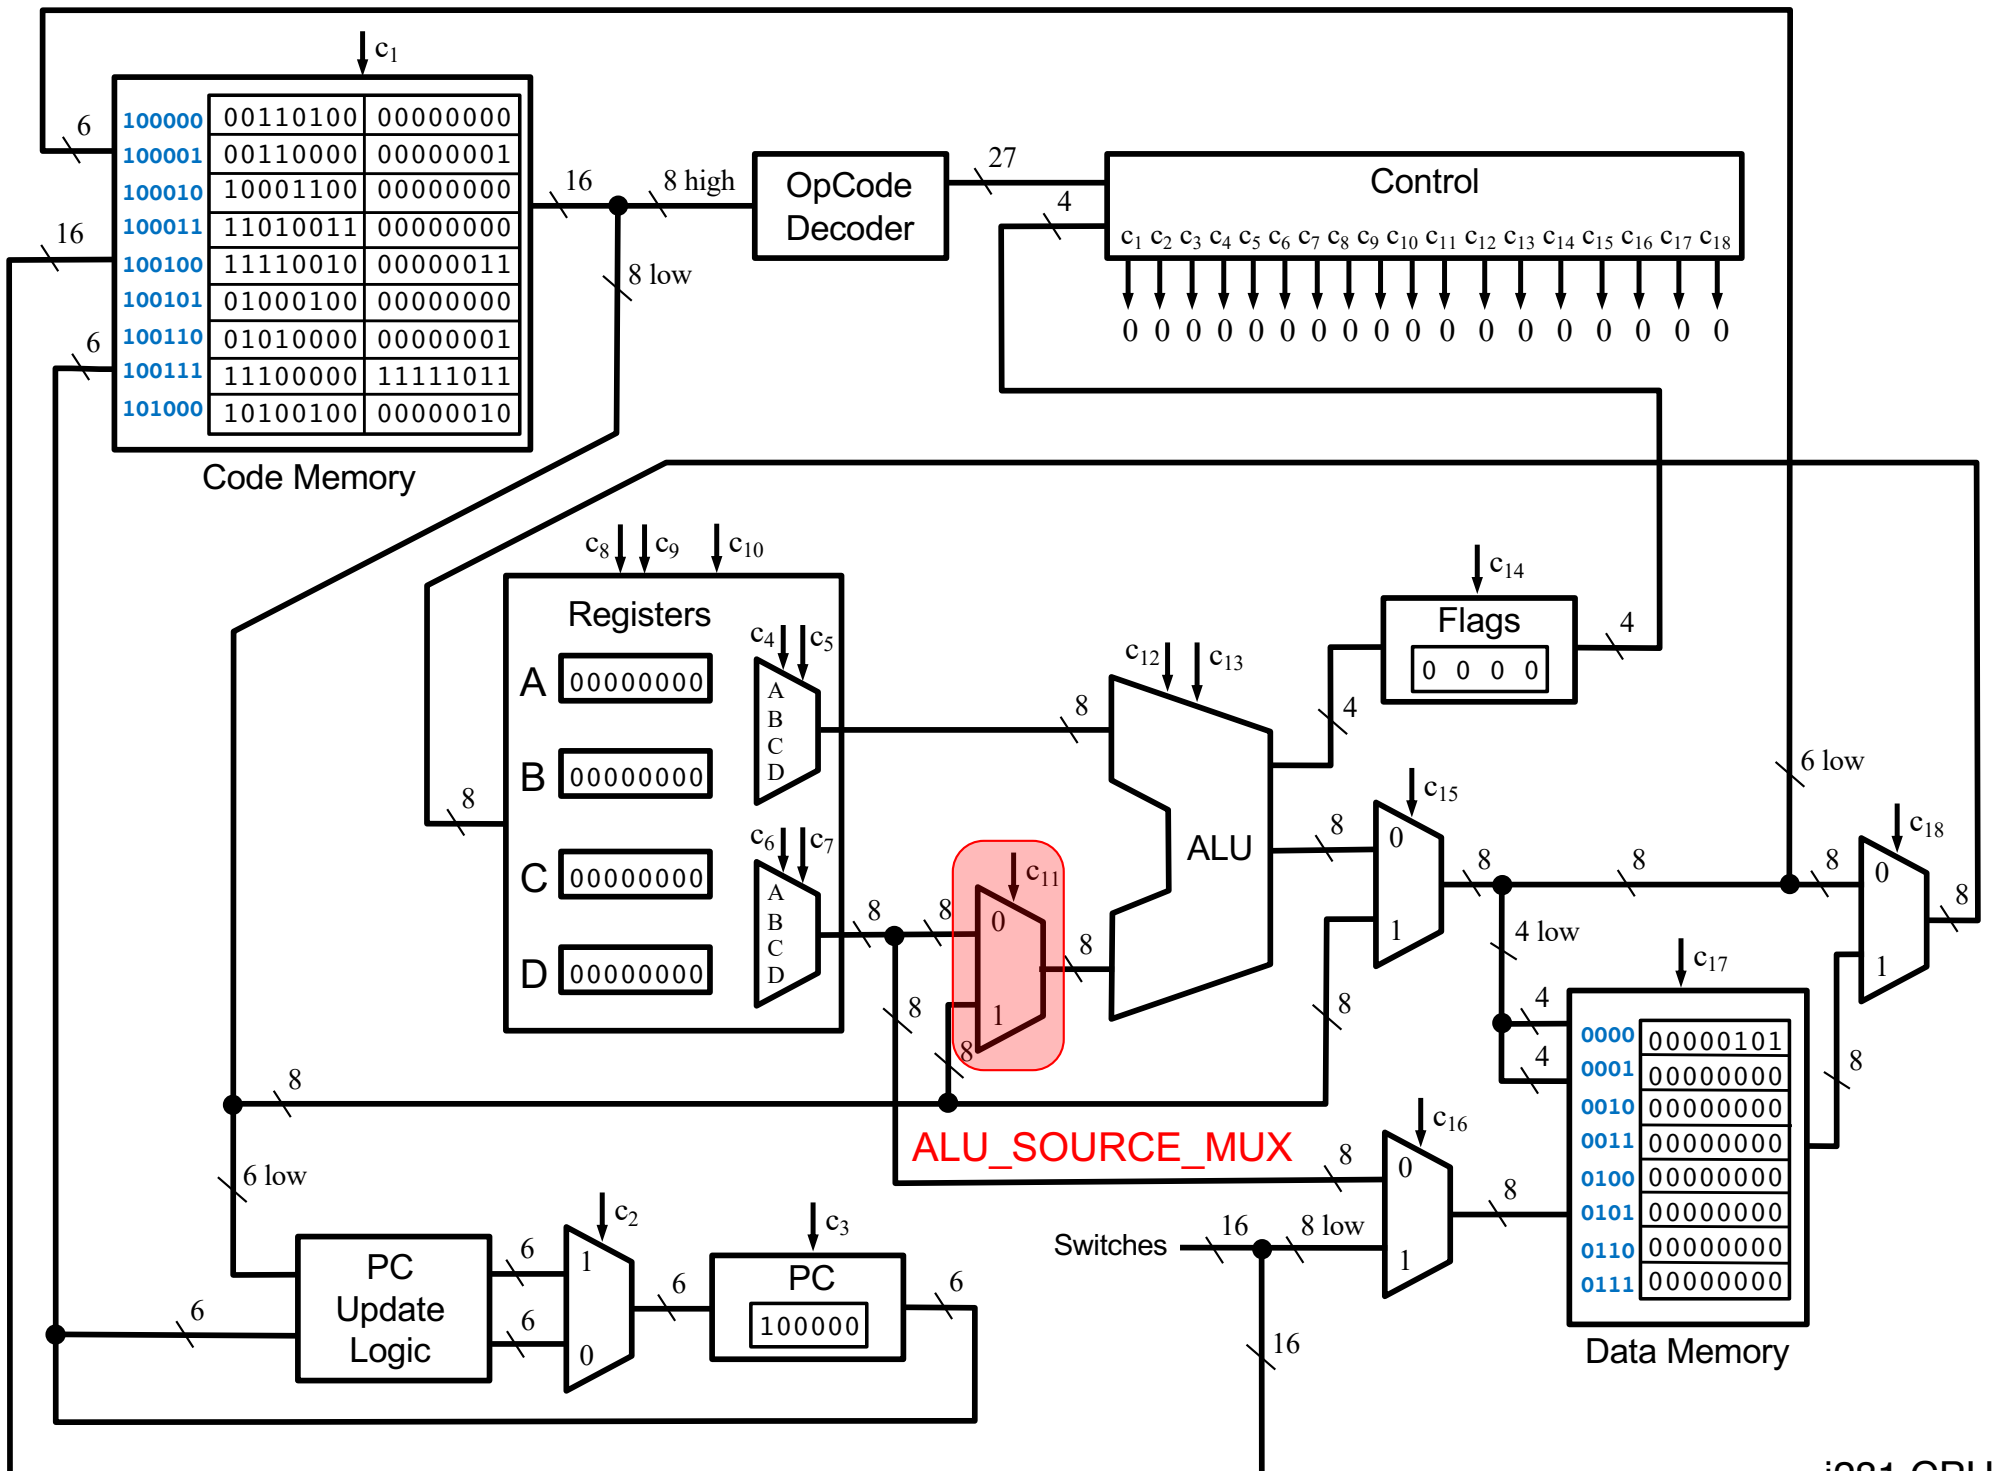 c1
100000 00110100 00000000
100001 00110000 00000001
100010 10001100 00000000
100011 11010011 00000000
100100 11110010 00000011
100101 01000100 00000000
100110 01010000 00000001
100111 11100000 11111011
101000 10100100 00000010
Code Memory
6
16
6
16
8 high
8 low
OpCode
Decoder
27
4
Control
c1 c2 c3 c4 c5 c6 c7 c8 c9 c10 c11 c12 c13 c14 c15 c16 c17 c18
0 0 0 0 0 0 0 0 0 0 0 0 0 0 0 0 0 0
c8 c9 c10
Registers
A 00000000
B 00000000
C 00000000
D 00000000
c4 c5
A
B
C
D
c6 c7
A
B
C
D
8
8
8
8
8
c11
0
1
8
8
c12 c13
ALU
c14
Flags
0 0 0 0
4
4
8
c15
0
1
8
8
8
6 low
8
c18
0
1
8
4 low
4
4
c17
0000 00000101
0001 00000000
0010 00000000
0011 00000000
0100 00000000
0101 00000000
0110 00000000
0111 00000000
Data Memory
8
8
ALU_SOURCE_MUX
8
c16
0
1
8
Switches
16
8 low
16
6 low
PC
Update
Logic
6
6
6
c2
1
0
6
c3
PC
100000
6